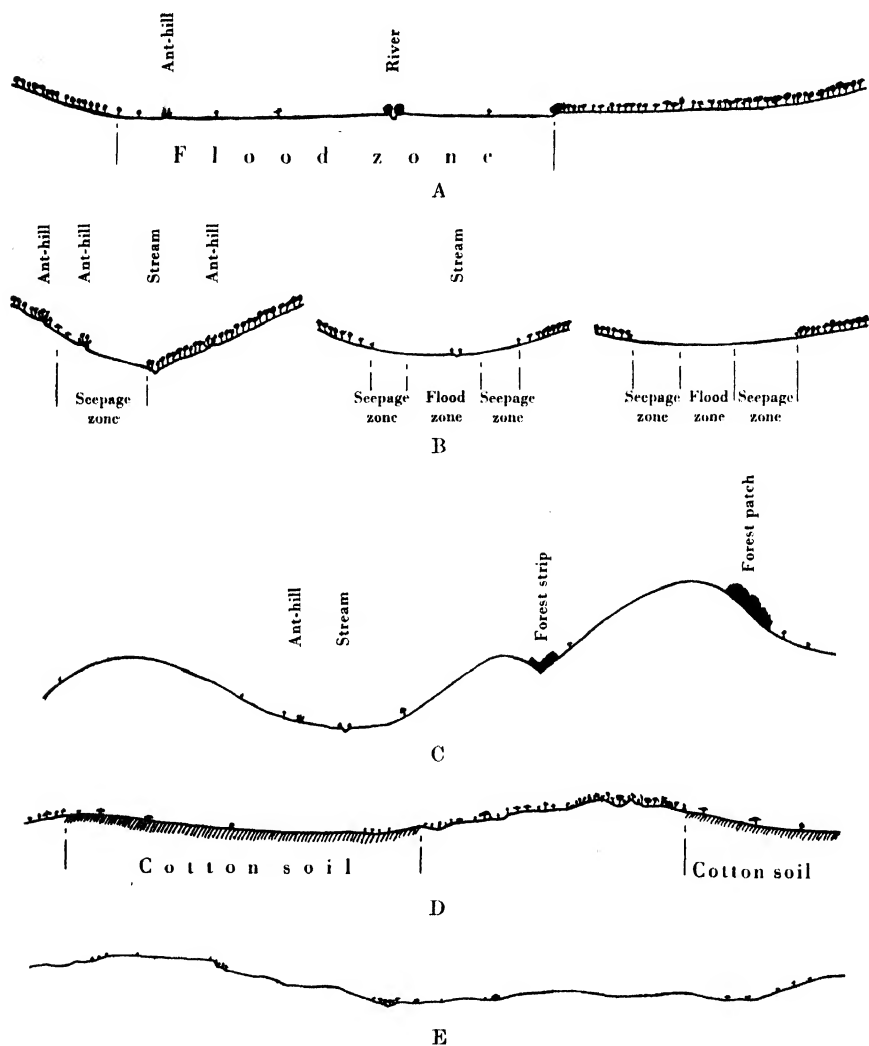 Ant-hill
River
Flood zone
A
Ant-hill
Ant-hill
Stream
Ant-hill
Stream
Seepage
zone
Seepage
zone
Flood
zone
Seepage
zone
Seepage
zone
Flood
zone
Seepage
zone
B
Ant-hill
Stream
Forest strip
Forest patch
C
Cotton soil
Cotton soil
D
E